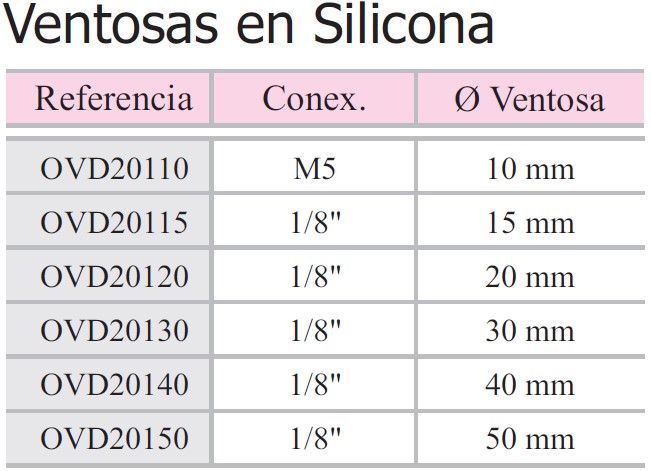 Ventosas en Silicona
Referencia Conex. Ø Ventosa
OVD20110 M5 10 mm
OVD20115 1/8" 15 mm
OVD20120 1/8" 20 mm
OVD20130 1/8" 30 mm
OVD20140 1/8" 40 mm
OVD20150 1/8" 50 mm